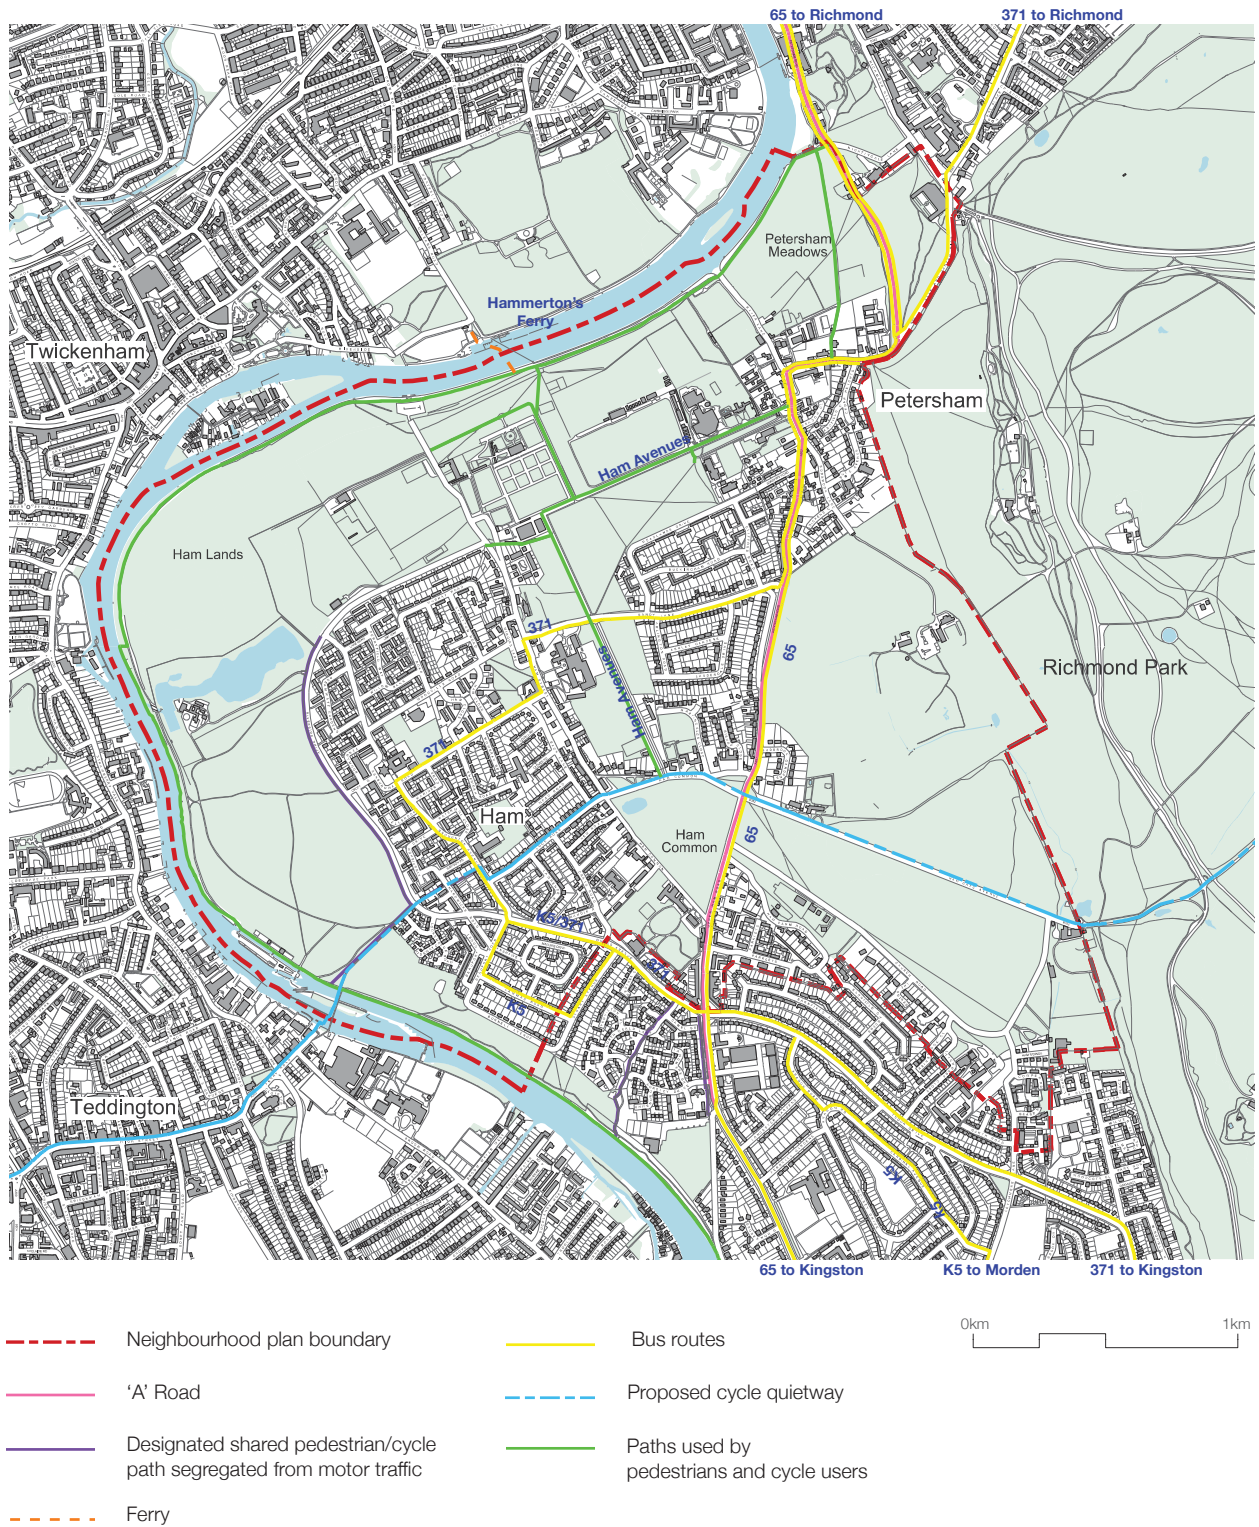 65 to Richmond
371 to Richmond
Petersham
Meadows
Hammerton's
Ferry
Twickenham
Petersham
Ham Avenues
Ham Lands
371
65
Ham Avenues
Richmond Park
371
Ham
65
Ham
Common
K5/371
371
K5
Teddington
K5
K5
65 to Kingston
K5 to Morden
371 to Kingston
Neighbourhood plan boundary
'A' Road
Designated shared pedestrian/cycle
path segregated from motor traffic
Ferry
Bus routes
Proposed cycle quietway
Paths used by
pedestrians and cycle users
0km
1km